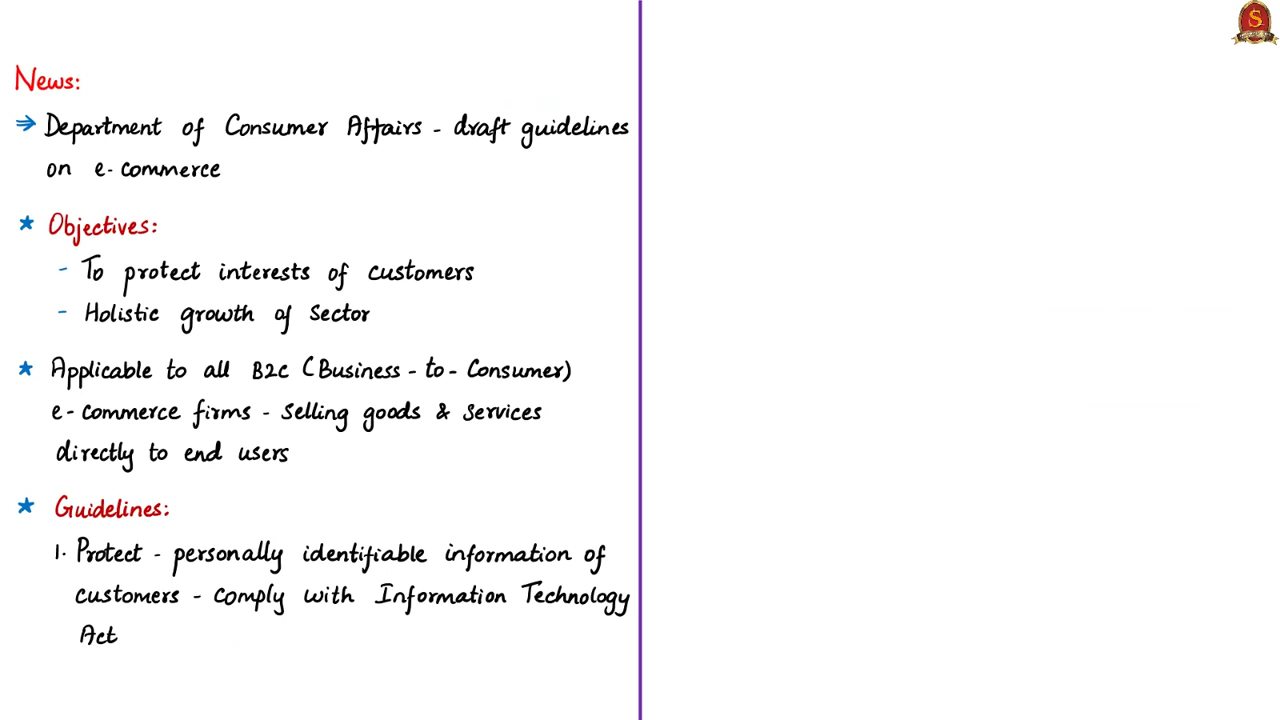 News:
⇒ Department of Consumer Affairs - draft guidelines
on e-commerce
★ Objectives:
- To protect interests of customers
- Holistic growth of sector
★ Applicable to all B2C (Business-to-Consumer)
e-commerce firms - selling goods & services
directly to end users
★ Guidelines:
1. Protect - personally identifiable information of
customers - comply with Information Technology
Act
S